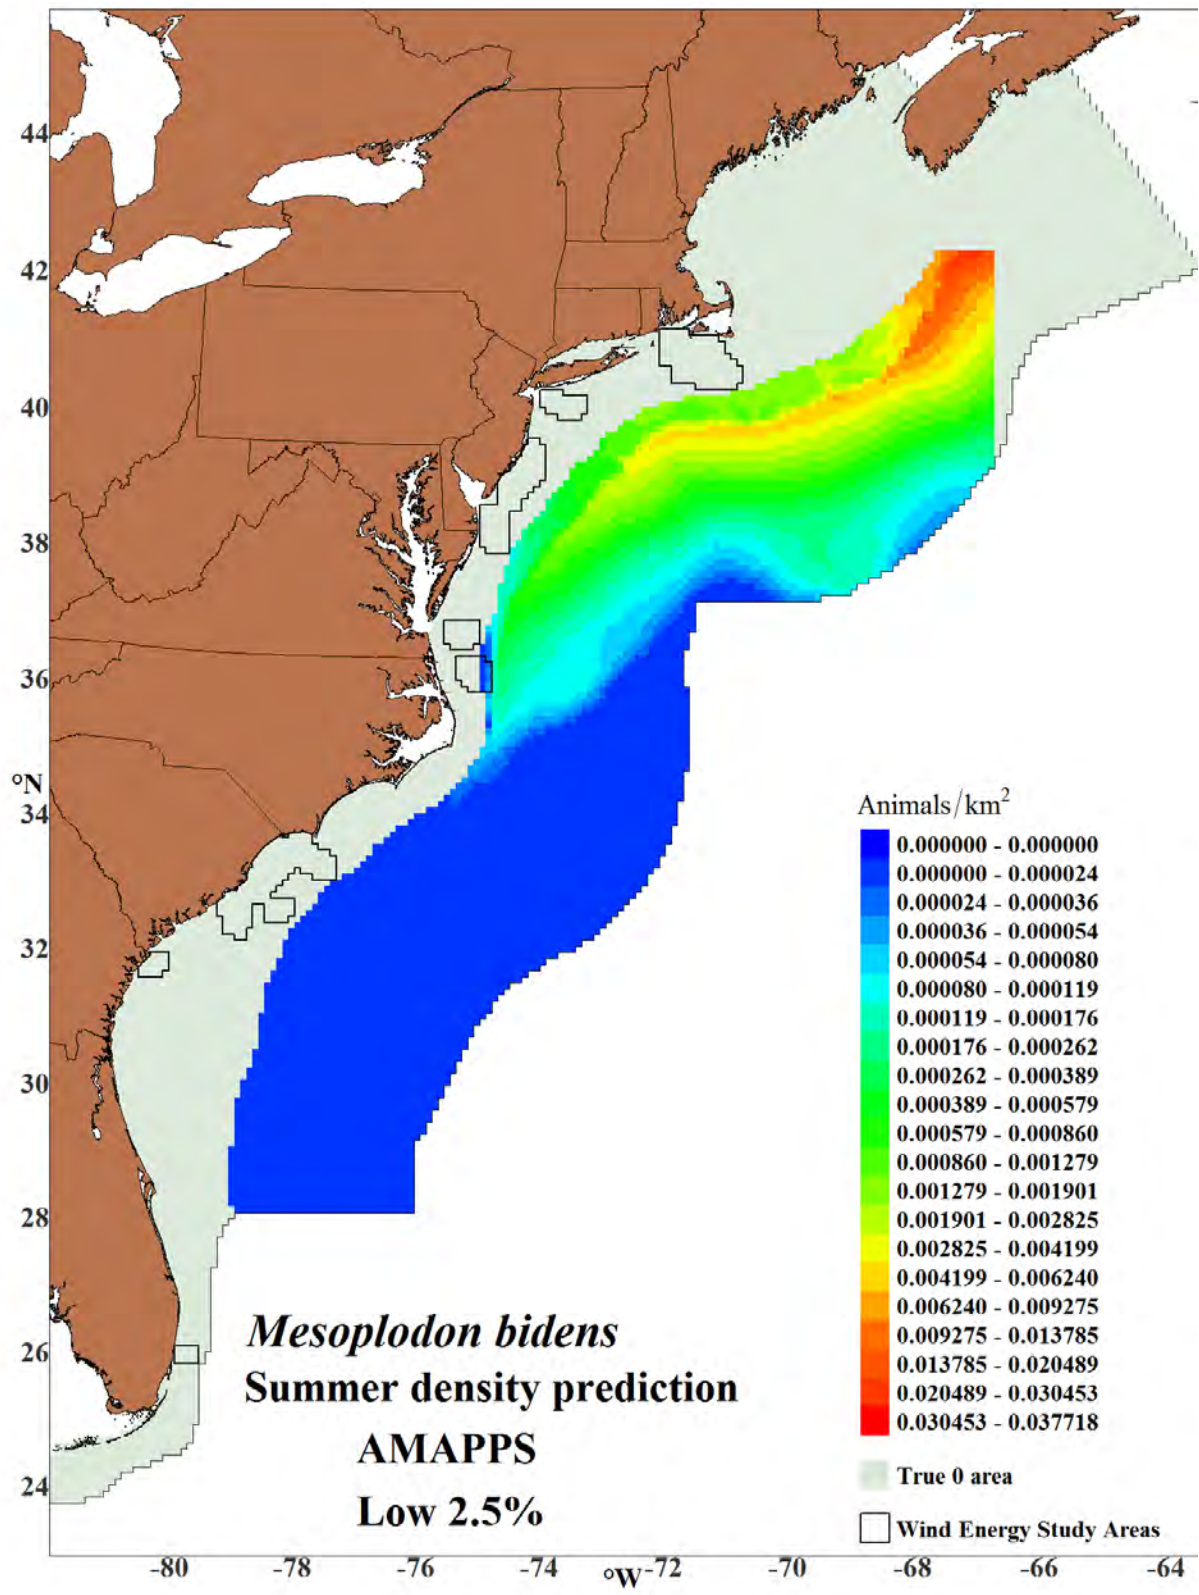 44
42
40
38
36
°N
34
32
30
28
26
24
Animals/km²
0.000000 - 0.000000
0.000000 - 0.000024
0.000024 - 0.000036
0.000036 - 0.000054
0.000054 - 0.000080
0.000080 - 0.000119
0.000119 - 0.000176
0.000176 - 0.000262
0.000262 - 0.000389
0.000389 - 0.000579
0.000579 - 0.000860
0.000860 - 0.001279
0.001279 - 0.001901
0.001901 - 0.002825
0.002825 - 0.004199
0.004199 - 0.006240
0.006240 - 0.009275
0.009275 - 0.013785
0.013785 - 0.020489
0.020489 - 0.030453
0.030453 - 0.037718
True 0 area
Wind Energy Study Areas
Mesoplodon bidens
Summer density prediction
AMAPPS
Low 2.5%
-80 -78 -76 °W -74 -72 -70 -68 -66 -64